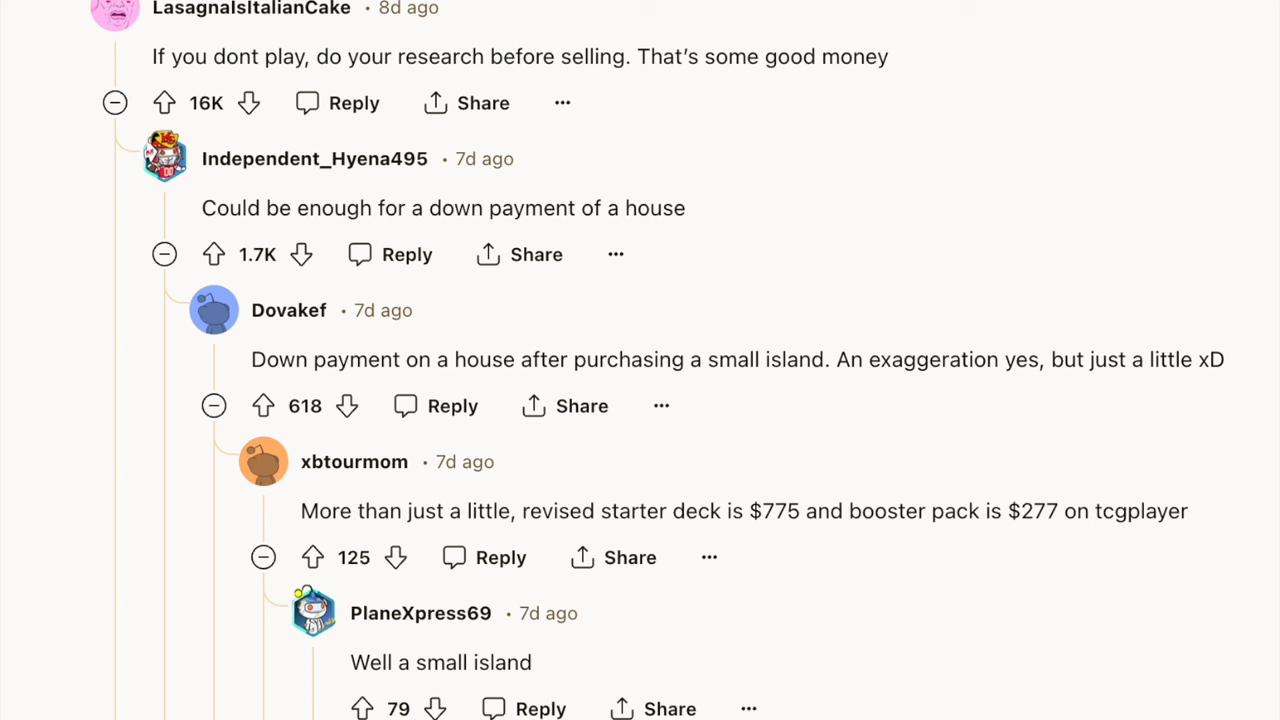 LasagnaIsItalianCake • 8d ago
If you dont play, do your research before selling. That's some good money
16K Reply Share ...
Independent_Hyena495 • 7d ago
Could be enough for a down payment of a house
1.7K Reply Share ...
Dovakef • 7d ago
Down payment on a house after purchasing a small island. An exaggeration yes, but just a little xD
618 Reply Share ...
xbtourmom • 7d ago
More than just a little, revised starter deck is $775 and booster pack is $277 on tcgplayer
125 Reply Share ...
PlaneXpress69 • 7d ago
Well a small island
79 Reply Share ...